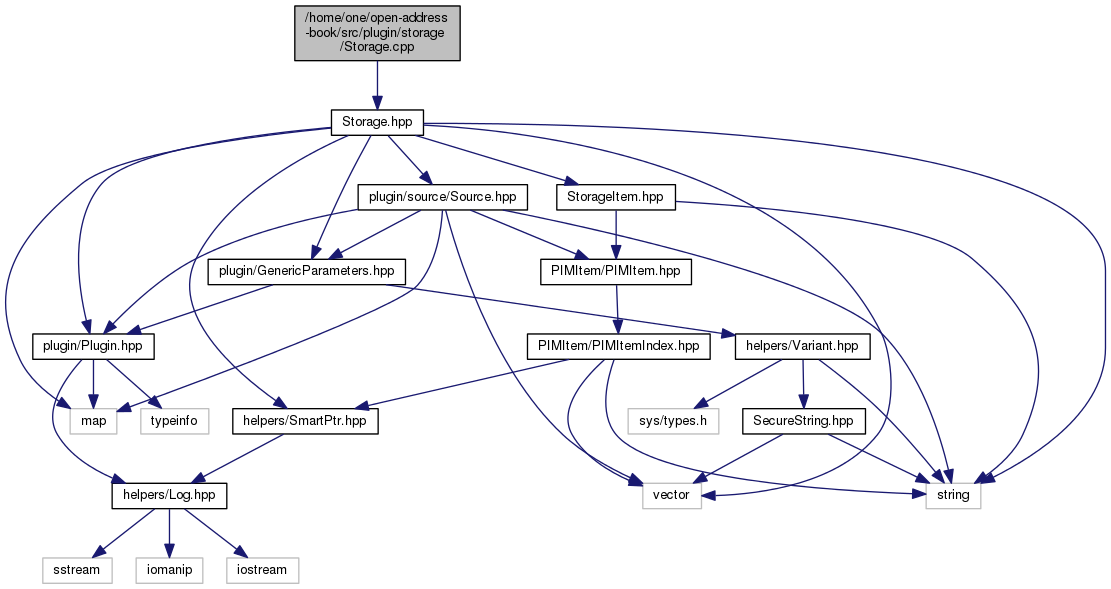 /home/one/open-address
-book/src/plugin/storage
/Storage.cpp
Storage.hpp
plugin/source/Source.hpp
StorageItem.hpp
plugin/GenericParameters.hpp
PIMItem/PIMItem.hpp
plugin/Plugin.hpp
PIMItem/PIMItemIndex.hpp
helpers/Variant.hpp
map
typeinfo
helpers/SmartPtr.hpp
sys/types.h
SecureString.hpp
helpers/Log.hpp
vector
string
sstream
iomanip
iostream